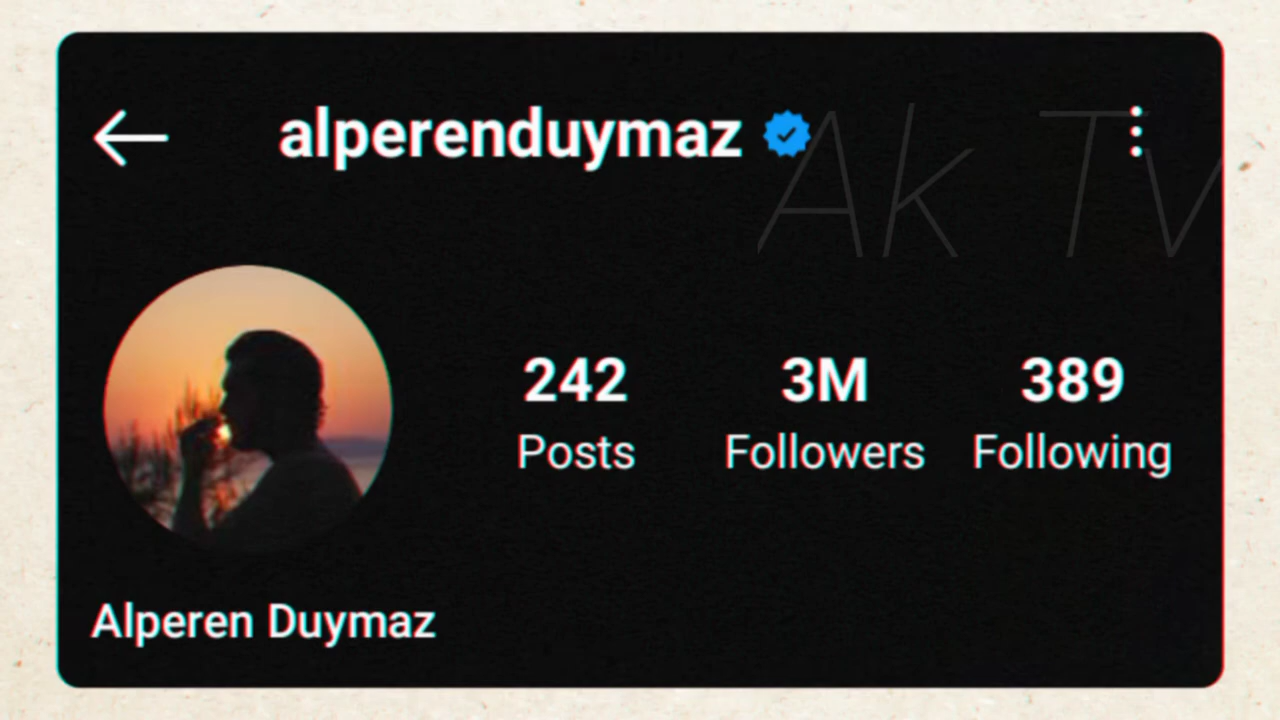 alperenduymaz
Ak Tv
242 3M 389
Posts Followers Following
Alperen Duymaz